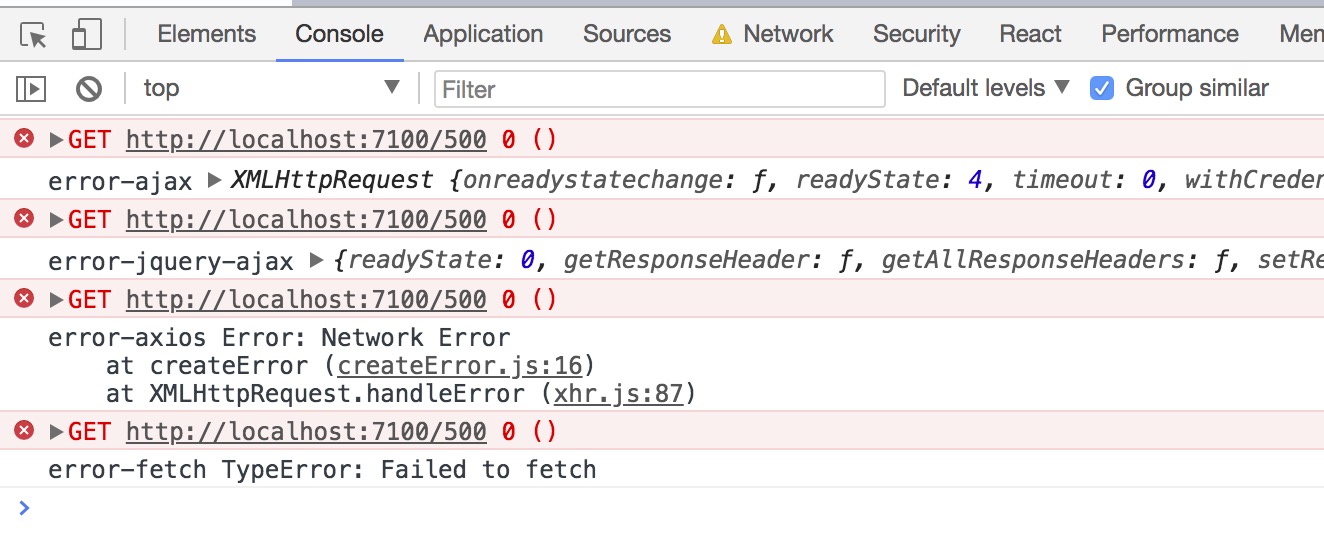 Elements Console Application Sources Network Security React Performance Mem
top Filter Default levels Group similar
GET http://localhost:7100/500 0 ()
error-ajax XMLHttpRequest {onreadystatechange: ƒ, readyState: 4, timeout: 0, withCreden
GET http://localhost:7100/500 0 ()
error-jquery-ajax {readyState: 0, getResponseHeader: ƒ, getAllResponseHeaders: ƒ, setRe
GET http://localhost:7100/500 0 ()
error-axios Error: Network Error
at createError (createError.js:16)
at XMLHttpRequest.handleError (xhr.js:87)
GET http://localhost:7100/500 0 ()
error-fetch TypeError: Failed to fetch